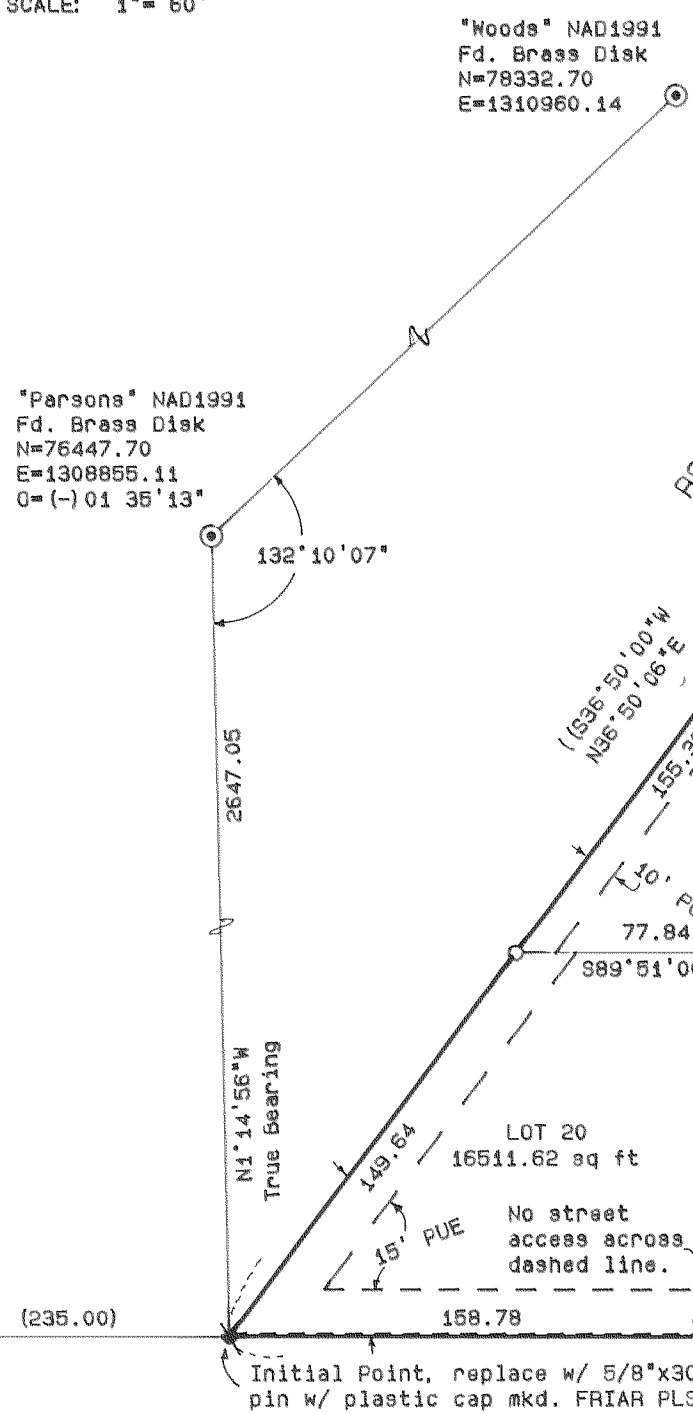 SCALE: 1"= 60'
"Woods" NAD1991
Fd. Brass Disk
N=78332.70
E=1310960.14
"Parsons" NAD1991
Fd. Brass Disk
N=76447.70
E=1308855.11
0=(-)01 35'13"
132°10'07"
((S36°50'00"W
N36°50'06"E
2647.05
10'
77.84
S89°51'
N1°14'56"W
True Bearing
149.64
LOT 20
16511.62 sq ft
15' PUE
No street
access across
dashed line.
(235.00)
158.78
Initial Point, replace w/ 5/8"x30
pin w/ plastic cap mkd. FRIAR PLS